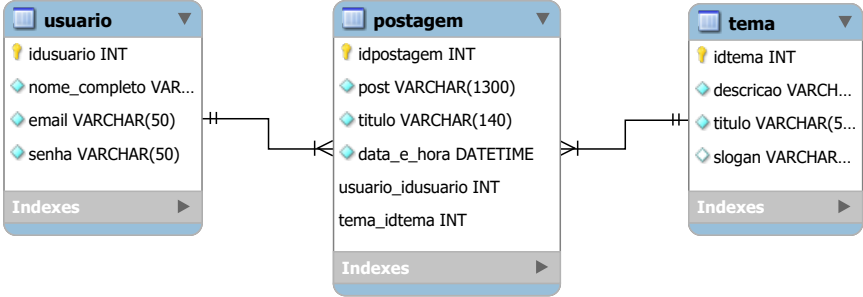 usuario
idusuario INT
nome_completo VAR...
email VARCHAR(50)
senha VARCHAR(50)
Indexes
postagem
idpostagem INT
post VARCHAR(1300)
titulo VARCHAR(140)
data_e_hora DATETIME
usuario_idusuario INT
tema_idtema INT
Indexes
tema
idtema INT
descricao VARCH...
titulo VARCHAR(5...
slogan VARCHAR...
Indexes